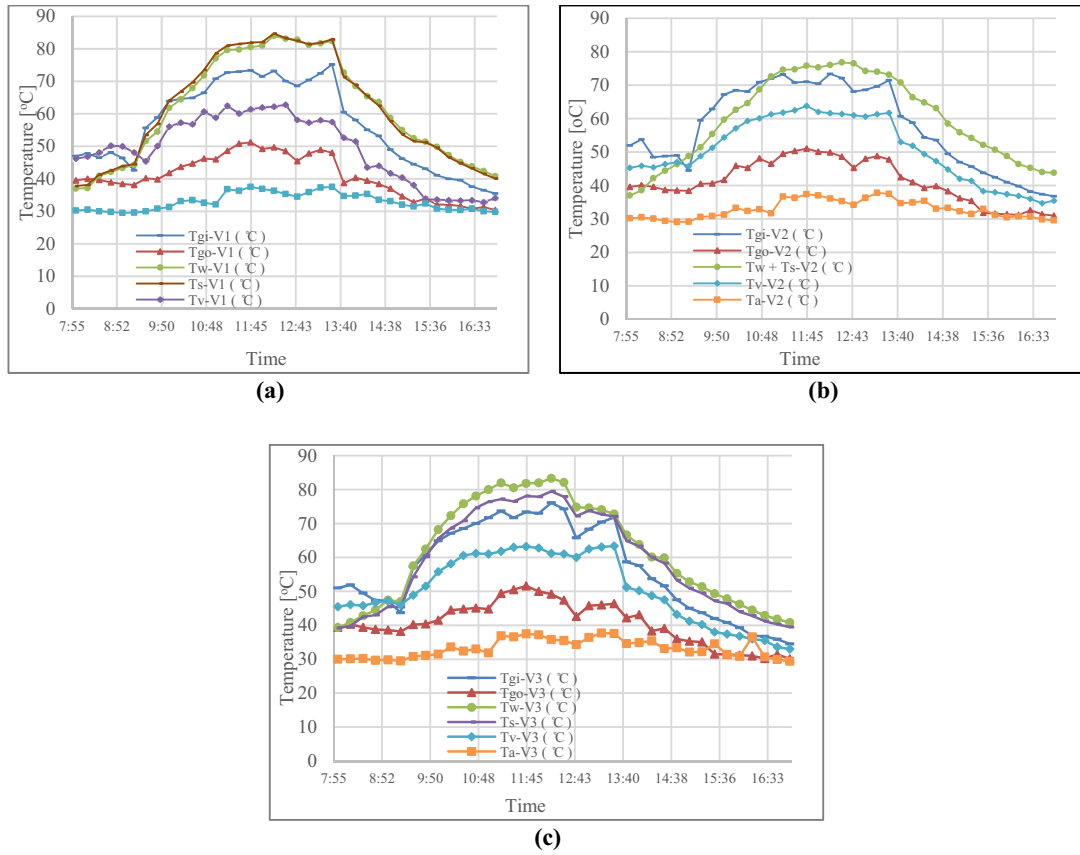 90
80
70
60
50
40
30
20
10
0
Temperature [°C]
Tgi-V1 ( ℃ )
Tgo-V1 ( ℃ )
Tw-V1 ( ℃ )
Ts-V1 ( ℃ )
Tv-V1 ( ℃ )
7:55 8:52 9:50 10:48 11:45 12:43 13:40 14:38 15:36 16:33
Time
(a)
90
80
70
60
50
40
30
20
10
0
Temperature [oC]
Tgi-V2 ( ℃ )
Tgo-V2 ( ℃ )
Tw + Ts-V2 ( ℃ )
Tv-V2 ( ℃ )
Ta-V2 ( ℃ )
7:55 8:52 9:50 10:48 11:45 12:43 13:40 14:38 15:36 16:33
Time
(b)
90
80
70
60
50
40
30
20
10
0
Temperature [°C]
Tgi-V3 ( ℃ )
Tgo-V3 ( ℃ )
Tw-V3 ( ℃ )
Ts-V3 ( ℃ )
Tv-V3 ( ℃ )
Ta-V3 ( ℃ )
7:55 8:52 9:50 10:48 11:45 12:43 13:40 14:38 15:36 16:33
Time
(c)